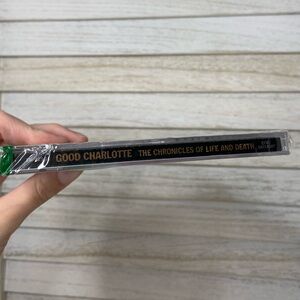 GOOD CHARLOTTE THE CHRONICLES OF LIFE AND DEATH